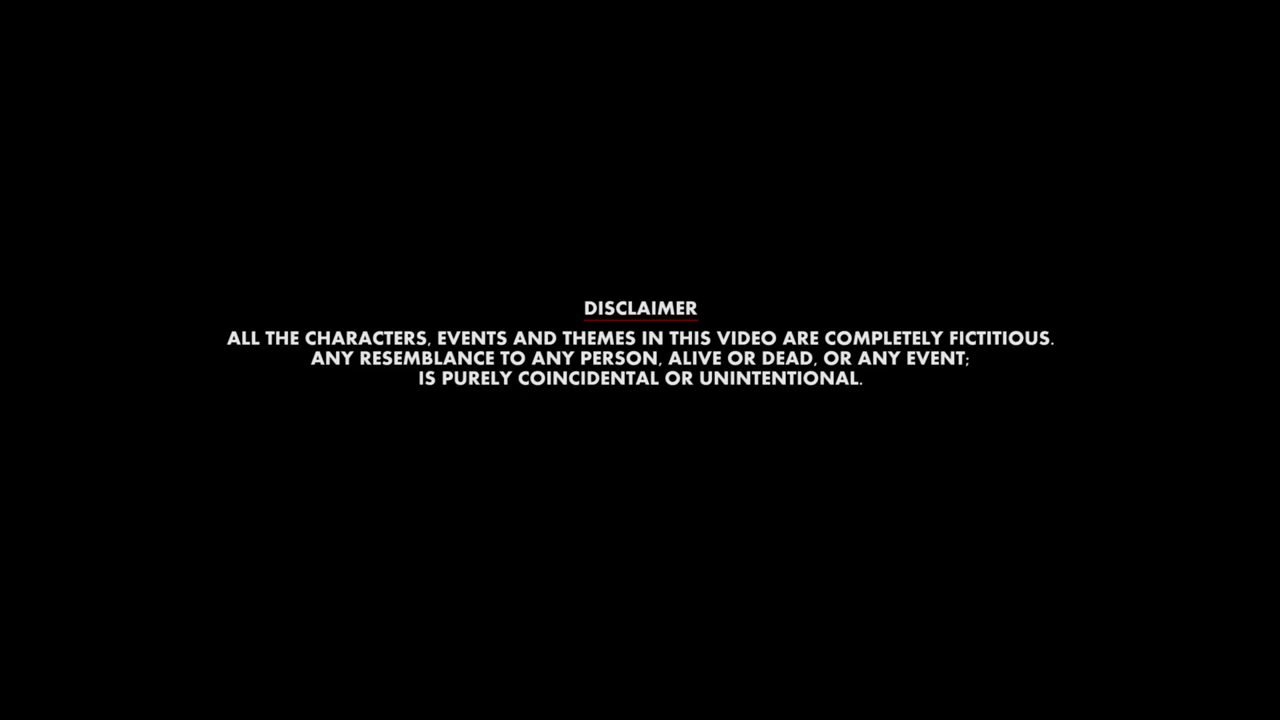 DISCLAIMER
ALL THE CHARACTERS, EVENTS AND THEMES IN THIS VIDEO ARE COMPLETELY FICTITIOUS.
ANY RESEMBLANCE TO ANY PERSON, ALIVE OR DEAD, OR ANY EVENT;
IS PURELY COINCIDENTAL OR UNINTENTIONAL.